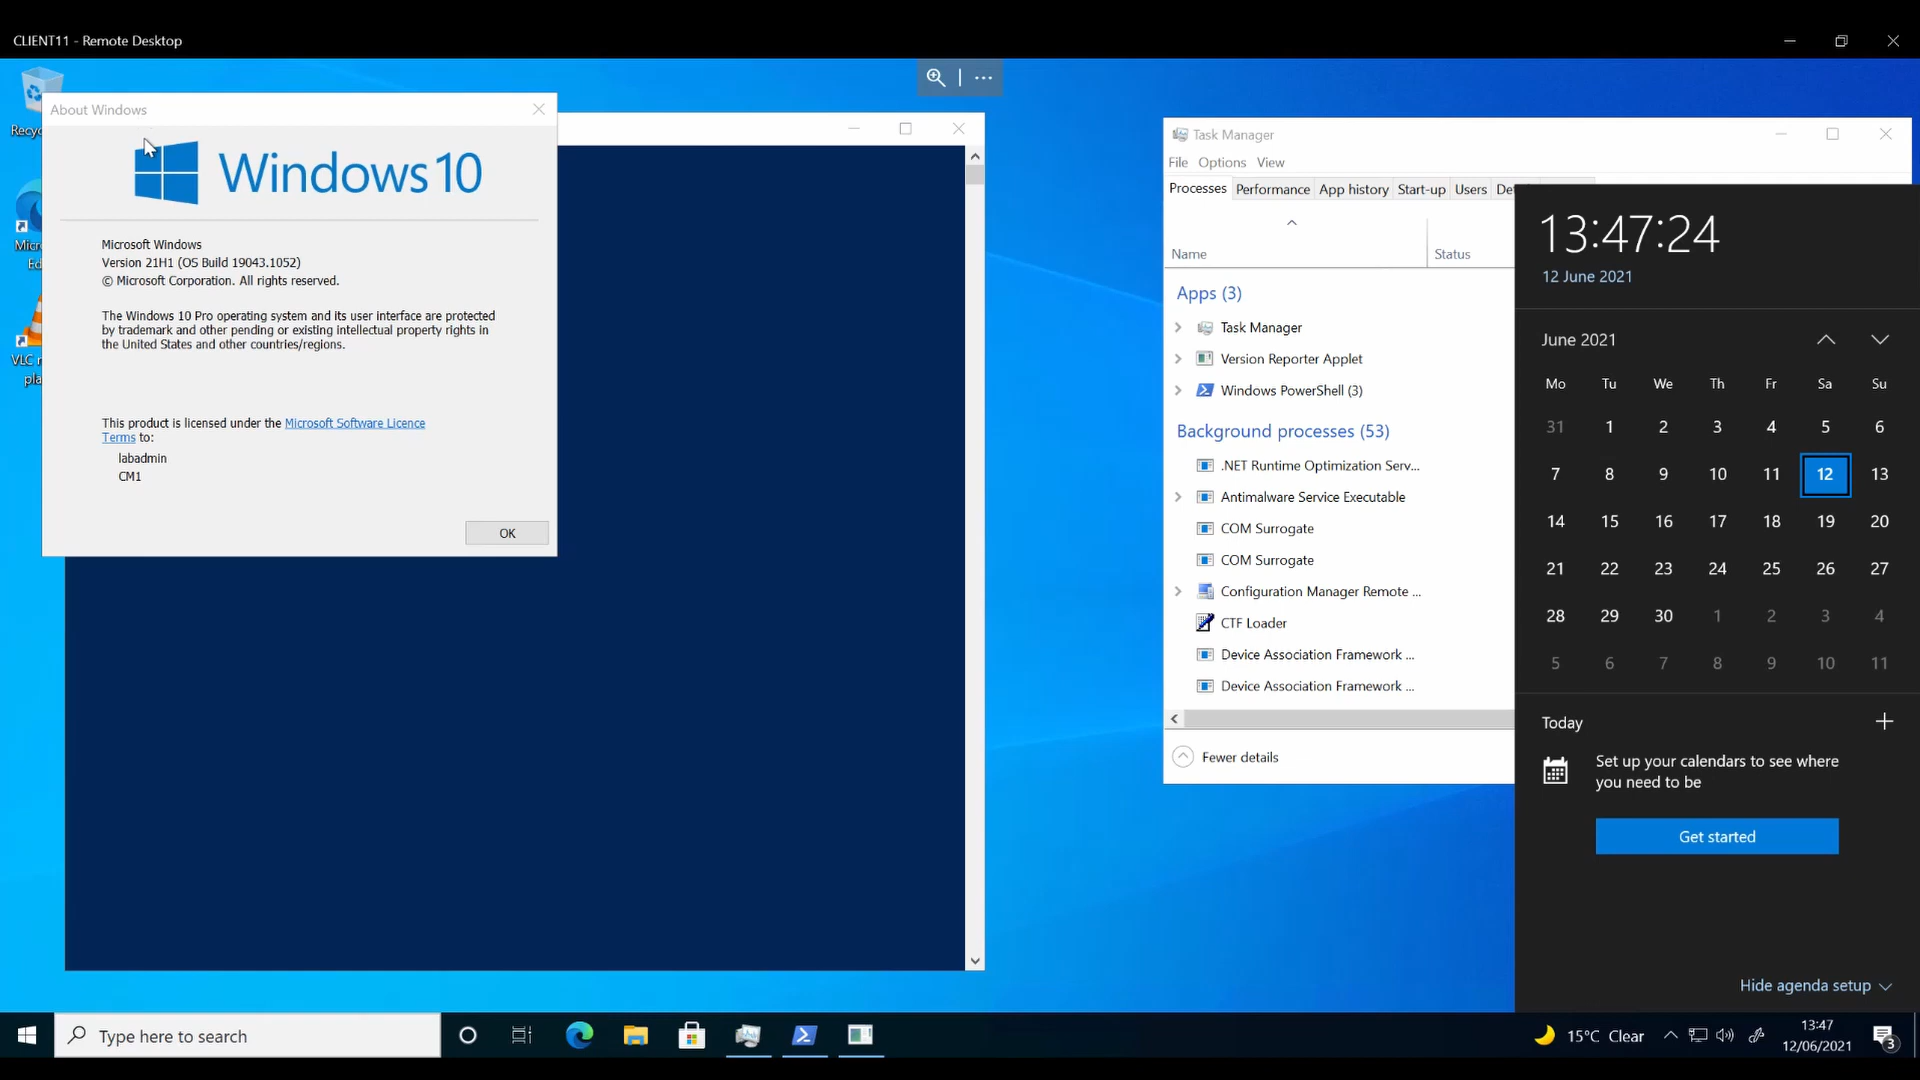 CLIENT11 - Remote Desktop
Recyc
Micr
Ed
VLC m
pla
About Windows
Windows 10
Microsoft Windows
Version 21H1 (OS Build 19043.1052)
© Microsoft Corporation. All rights reserved.
The Windows 10 Pro operating system and its user interface are protected
by trademark and other pending or existing intellectual property rights in
the United States and other countries/regions.
This product is licensed under the Microsoft Software Licence
Terms to:
labadmin
CM1
OK
Task Manager
File Options View
Processes Performance App history Start-up Users
Name Status
Apps (3)
Task Manager
Version Reporter Applet
Windows PowerShell (3)
Background processes (53)
.NET Runtime Optimization Serv...
Antimalware Service Executable
COM Surrogate
COM Surrogate
Configuration Manager Remote ...
CTF Loader
Device Association Framework ...
Device Association Framework ...
Fewer details
13:47:24
12 June 2021
June 2021
Mo Tu We Th Fr Sa Su
31 1 2 3 4 5 6
7 8 9 10 11 12 13
14 15 16 17 18 19 20
21 22 23 24 25 26 27
28 29 30 1 2 3 4
5 6 7 8 9 10 11
Today
Set up your calendars to see where
you need to be
Get started
Hide agenda setup
Type here to search
15°C Clear
13:47
12/06/2021
3